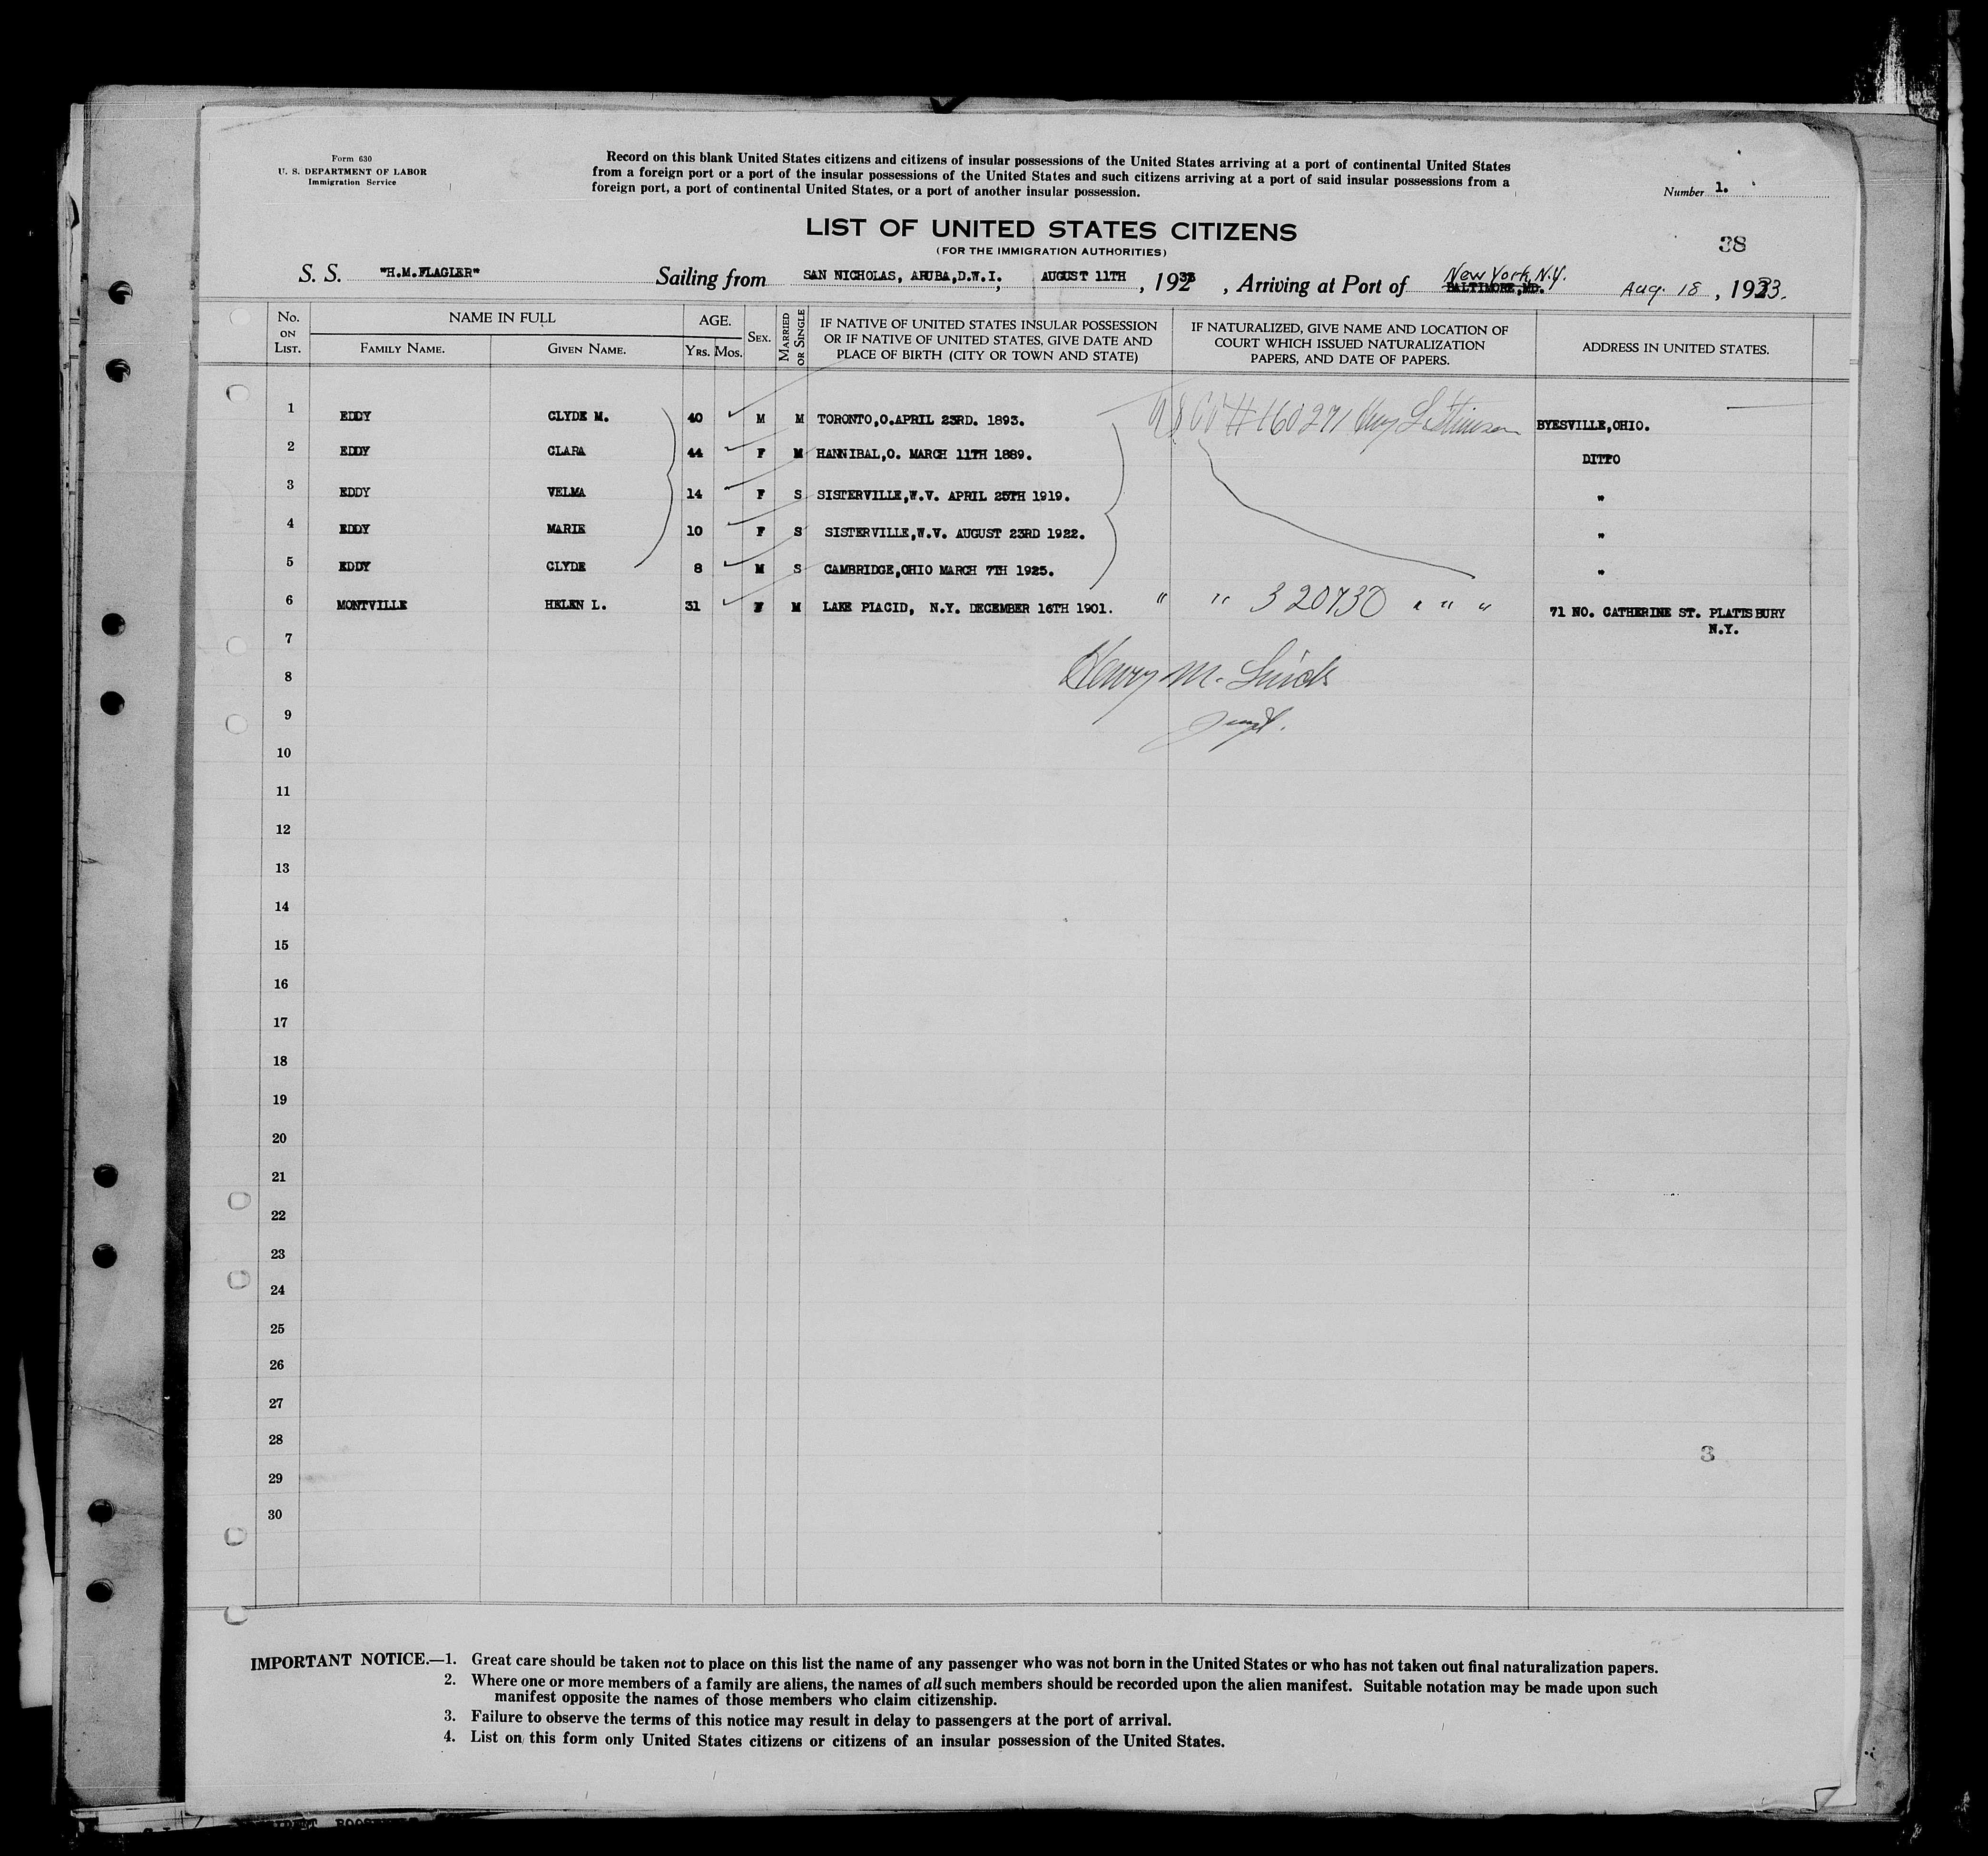 Form 630
U. S. DEPARTMENT OF LABOR
Immigration Service
Record on this blank United States citizens and citizens of insular possessions of the United States arriving at a port of continental United States
from a foreign port or a port of the insular possessions of the United States and such citizens arriving at a port of said insular possessions from a
foreign port, a port of continental United States, or a port of another insular possession.
Number 1.
LIST OF UNITED STATES CITIZENS
(FOR THE IMMIGRATION AUTHORITIES)
38
S. S. "H.M.FLAGLER" Sailing from SAN NICHOLAS, ARUBA,D.W.I; AUGUST 11TH , 1933 , Arriving at Port of New York, N.Y. BALTIMORE,MD. Aug. 18 , 1933.
No. ON LIST. NAME IN FULL FAMILY NAME. GIVEN NAME. AGE. YRS. MOS. SEX. MARRIED OR SINGLE IF NATIVE OF UNITED STATES INSULAR POSSESSION OR IF NATIVE OF UNITED STATES, GIVE DATE AND PLACE OF BIRTH (CITY OR TOWN AND STATE) IF NATURALIZED, GIVE NAME AND LOCATION OF COURT WHICH ISSUED NATURALIZATION PAPERS, AND DATE OF PAPERS. ADDRESS IN UNITED STATES.
1 EDDY CLYDE M. 40 M M TORONTO,O.APRIL 23RD. 1893. #160271 BYESVILLE,OHIO.
2 EDDY CLARA 44 F M HANNIBAL,O. MARCH 11TH 1889. DITTO
3 EDDY VELMA 14 F S SISTERVILLE,W.V. APRIL 25TH 1919. "
4 EDDY MARIE 10 F S SISTERVILLE,W.V. AUGUST 23RD 1922. "
5 EDDY CLYDE 8 M S CAMBRIDGE,OHIO MARCH 7TH 1925. "
6 MONTVILLE HELEN L. 31 F M LAKE PLACID, N.Y. DECEMBER 16TH 1901. " " 320730 " " " 71 NO. CATHERINE ST. PLATTSBURY
N.Y.
7
8 Henry M.
9
10
11
12
13
14
15
16
17
18
19
20
21
22
23
24
25
26
27
28
3
29
30
IMPORTANT NOTICE.—1. Great care should be taken not to place on this list the name of any passenger who was not born in the United States or who has not taken out final naturalization papers.
2. Where one or more members of a family are aliens, the names of all such members should be recorded upon the alien manifest. Suitable notation may be made upon such
manifest opposite the names of those members who claim citizenship.
3. Failure to observe the terms of this notice may result in delay to passengers at the port of arrival.
4. List on this form only United States citizens or citizens of an insular possession of the United States.